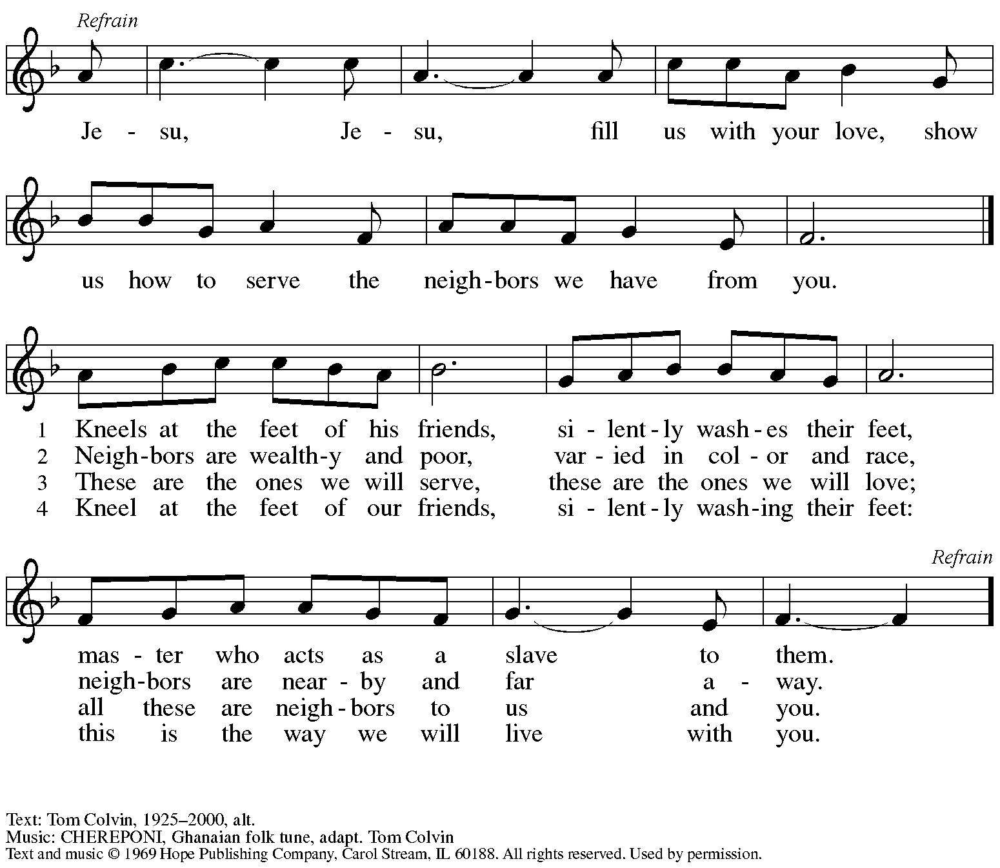 Refrain
Je - su, Je - su, fill us with your love, show
us how to serve the neigh - bors we have from you.
1 Kneels at the feet of his friends, si - lent - ly wash - es their feet,
2 Neigh - bors are wealth - y and poor, var - ied in col - or and race,
3 These are the ones we will serve, these are the ones we will love;
4 Kneel at the feet of our friends, si - lent - ly wash - ing their feet:
Refrain
mas - ter who acts as a slave to them.
neigh - bors are near - by and far a - way.
all these are neigh - bors to us and you.
this is the way we will live with you.
Text: Tom Colvin, 1925–2000, alt.
Music: CHEREPONI, Ghanaian folk tune, adapt. Tom Colvin
Text and music © 1969 Hope Publishing Company, Carol Stream, IL 60188. All rights reserved. Used by permission.